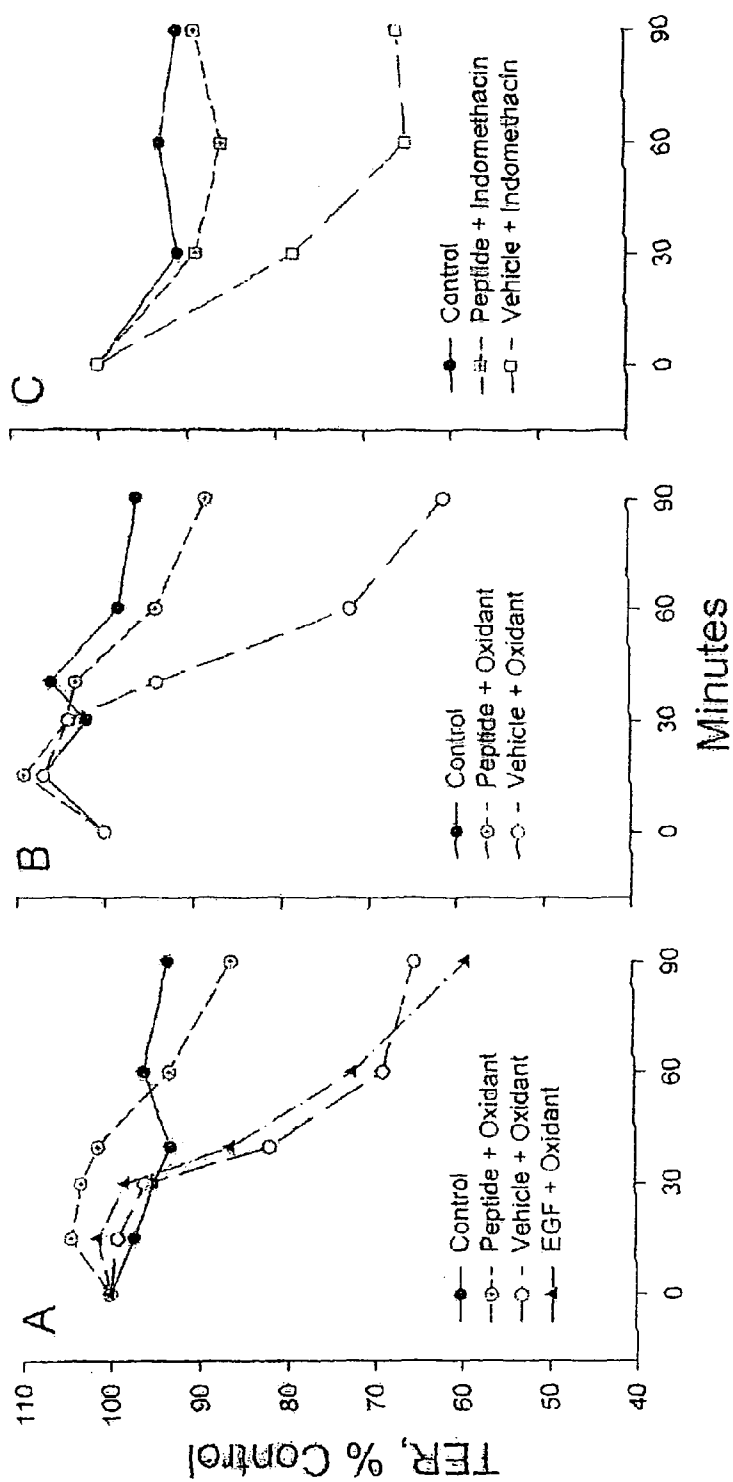 TER, % Control
110
100
90
80
70
60
50
40
A
Control
Peptide + Oxidant
Vehicle + Oxidant
EGF + Oxidant
0
30
60
90
B
Control
Peptide + Oxidant
Vehicle + Oxidant
0
30
60
90
Minutes
C
Control
Peptide + Indomethacin
Vehicle + Indomethacin
0
30
60
90